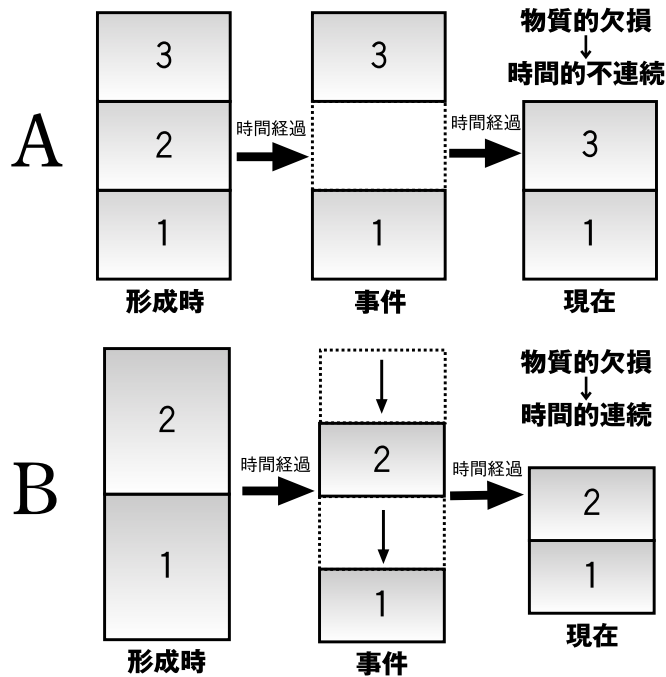 A
3
2
1
形成時
時間経過
3
1
事件
時間経過
物質的欠損
↓
時間的不連続
3
1
現在
B
2
1
形成時
時間経過
2
1
事件
時間経過
物質的欠損
↓
時間的連続
2
1
現在